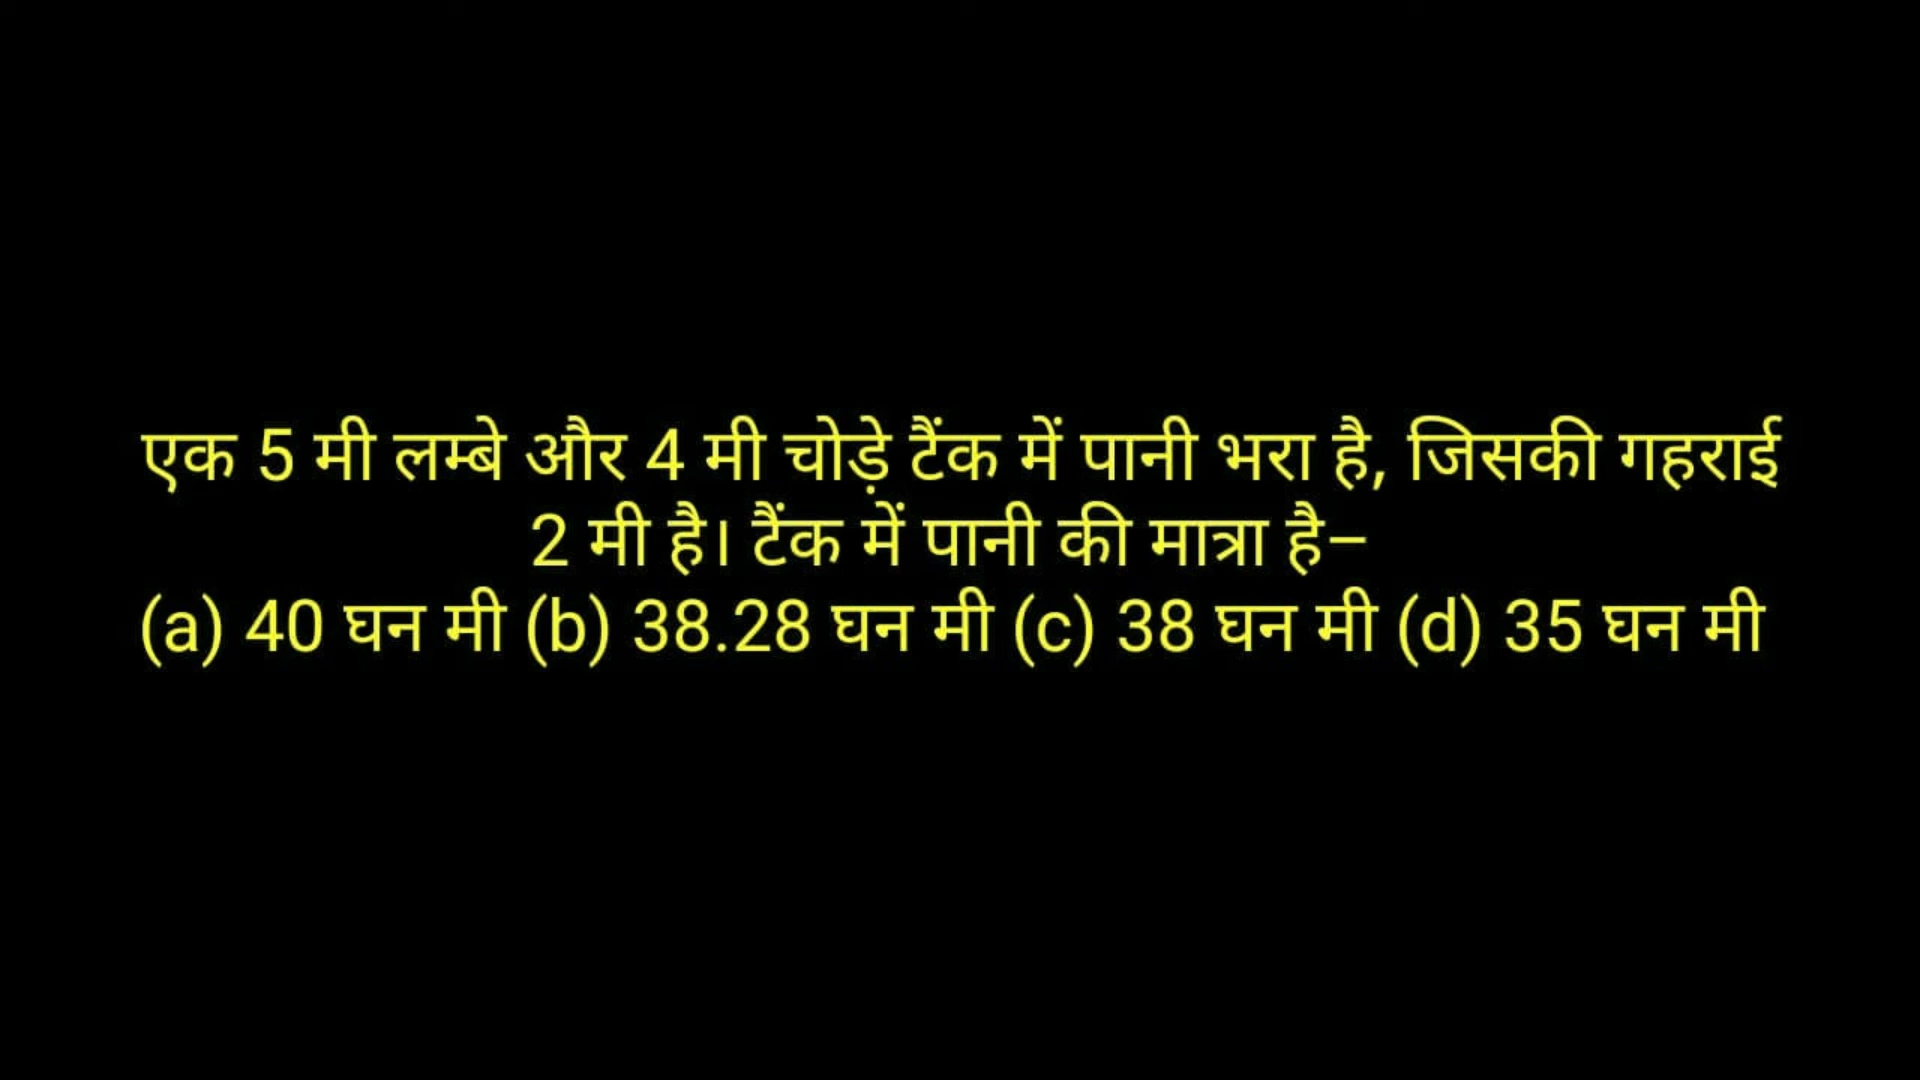 एक 5 मी लम्बे और 4 मी चोड़े टैंक में पानी भरा है, जिसकी गहराई
2 मी है। टैंक में पानी की मात्रा है–
(a) 40 घन मी (b) 38.28 घन मी (c) 38 घन मी (d) 35 घन मी